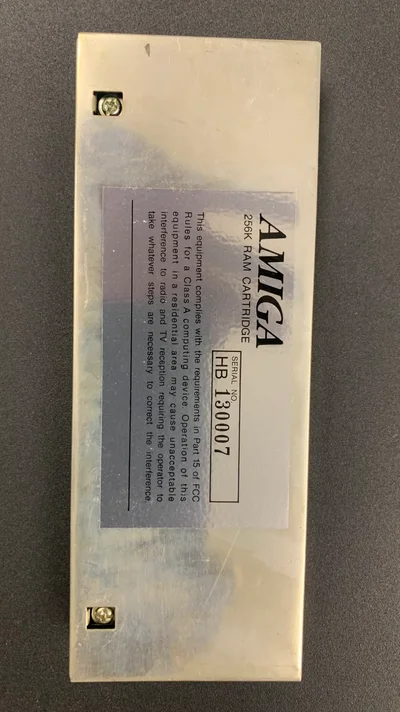 AMIGA
256K RAM CARTRIDGE
SERIAL NO.
HB 130007
This equipment complies with the requirements in Part 15 of FCC
Rules for a Class A computing device. Operation of this
equipment in a residential area may cause unacceptable
interference to radio and TV reception requiring the operator to
take whatever steps are necessary to correct the interference.